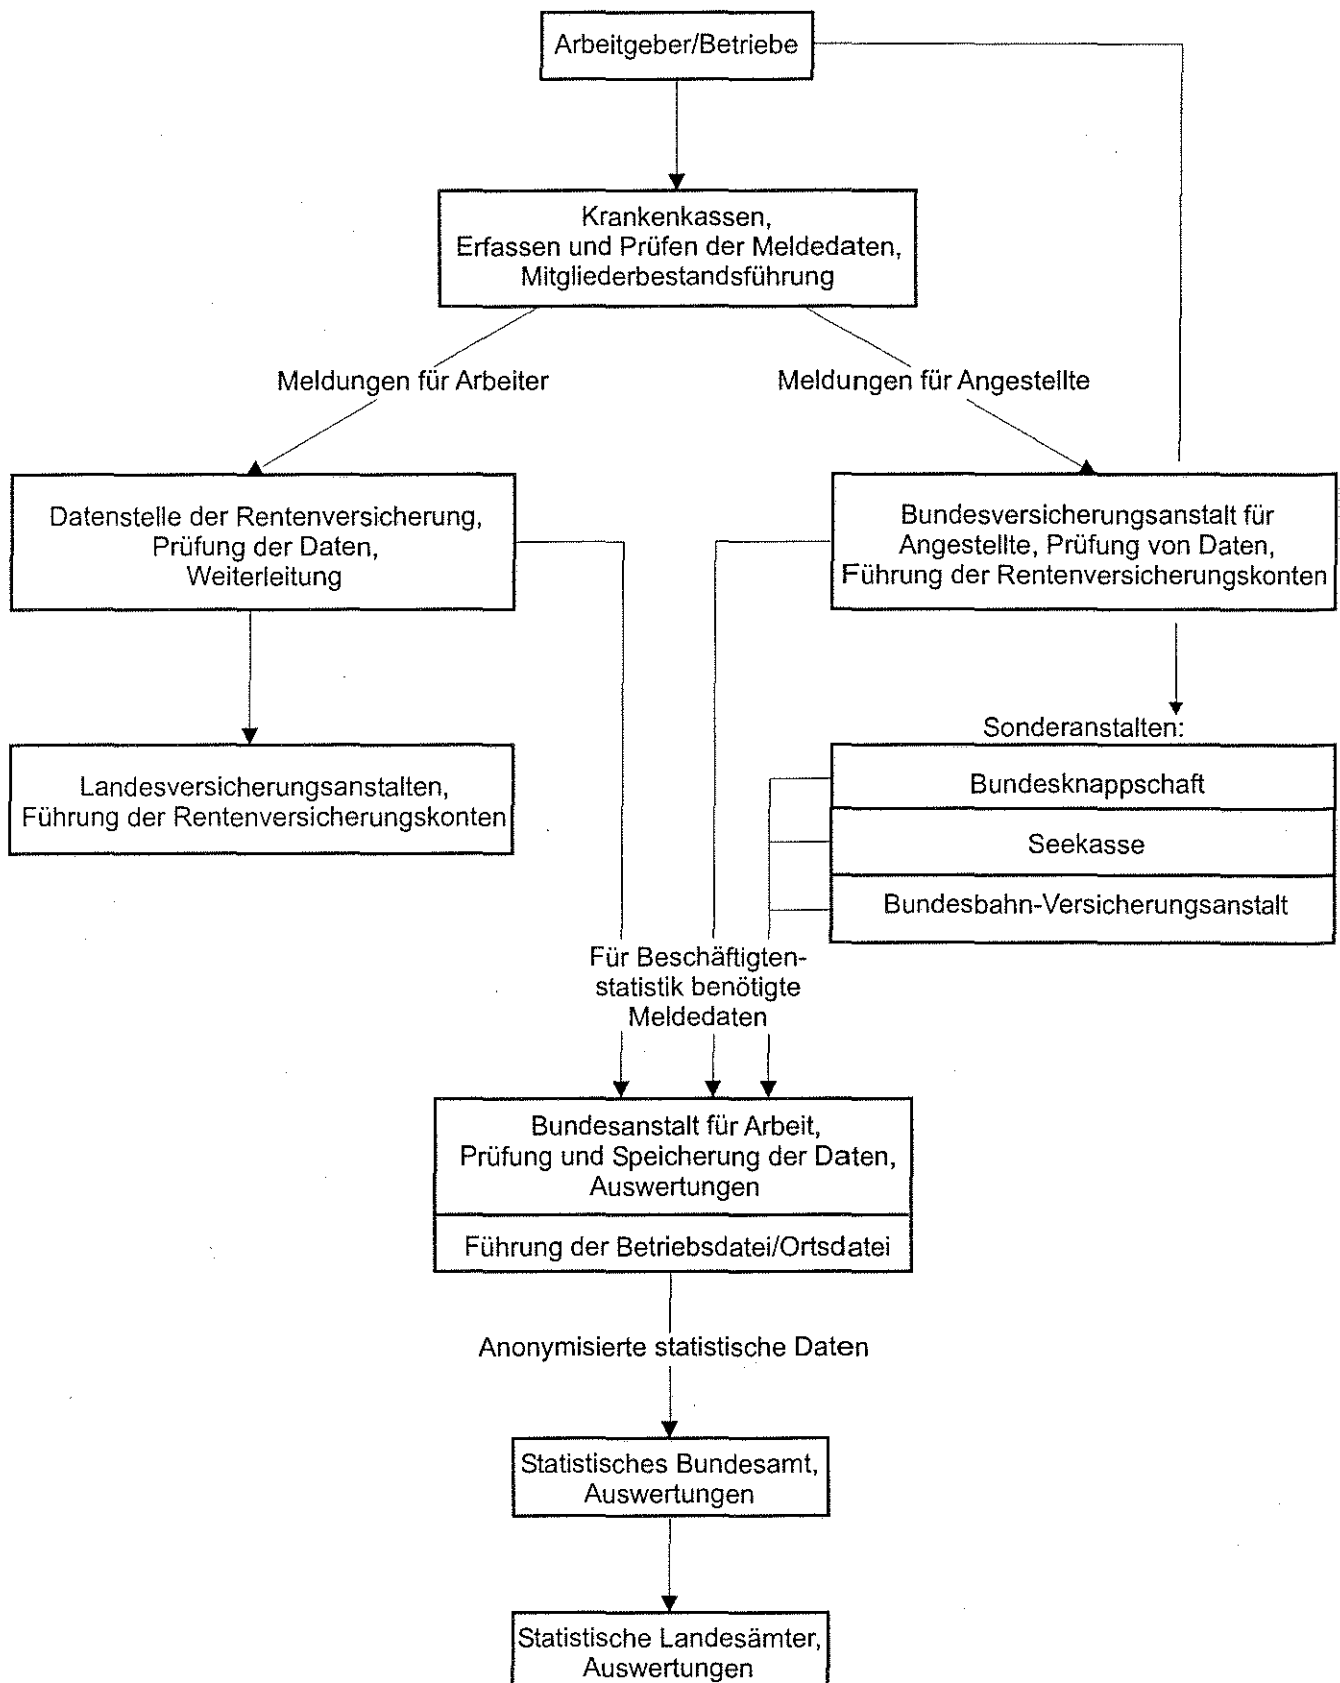 Arbeitgeber/Betriebe
Krankenkassen,
Erfassen und Prüfen der Meldedaten,
Mitgliederbestandsführung
Meldungen für Arbeiter
Meldungen für Angestellte
Datenstelle der Rentenversicherung,
Prüfung der Daten,
Weiterleitung
Bundesversicherungsanstalt für
Angestellte, Prüfung von Daten,
Führung der Rentenversicherungskonten
Landesversicherungsanstalten,
Führung der Rentenversicherungskonten
Sonderanstalten:
Bundesknappschaft
Seekasse
Bundesbahn-Versicherungsanstalt
Für Beschäftigten-
statistik benötigte
Meldedaten
Bundesanstalt für Arbeit,
Prüfung und Speicherung der Daten,
Auswertungen
Führung der Betriebsdatei/Ortsdatei
Anonymisierte statistische Daten
Statistisches Bundesamt,
Auswertungen
Statistische Landesämter,
Auswertungen